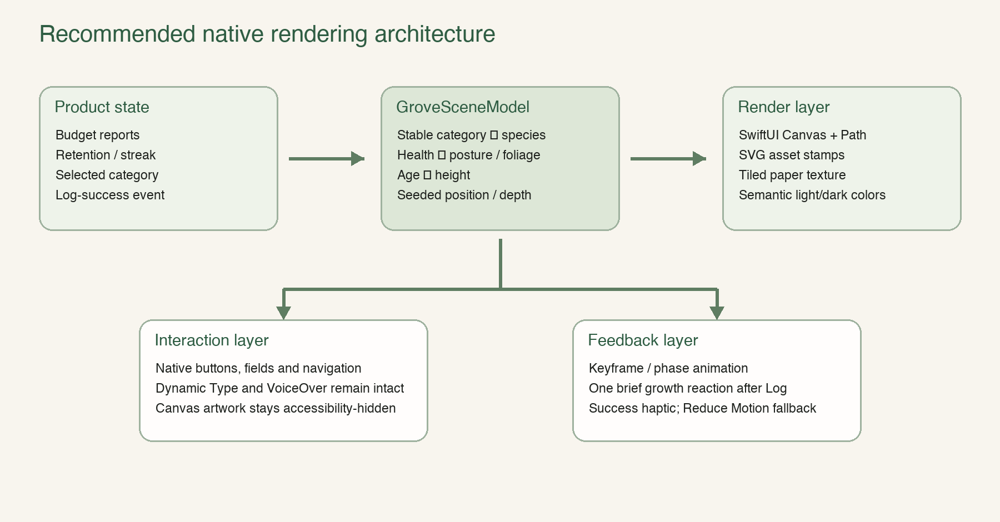 Recommended native rendering architecture
Product state
Budget reports
Retention / streak
Selected category
Log-success event
GroveSceneModel
Stable category □ species
Health □ posture / foliage
Age □ height
Seeded position / depth
Render layer
SwiftUI Canvas + Path
SVG asset stamps
Tiled paper texture
Semantic light/dark colors
Interaction layer
Native buttons, fields and navigation
Dynamic Type and VoiceOver remain intact
Canvas artwork stays accessibility-hidden
Feedback layer
Keyframe / phase animation
One brief growth reaction after Log
Success haptic; Reduce Motion fallback